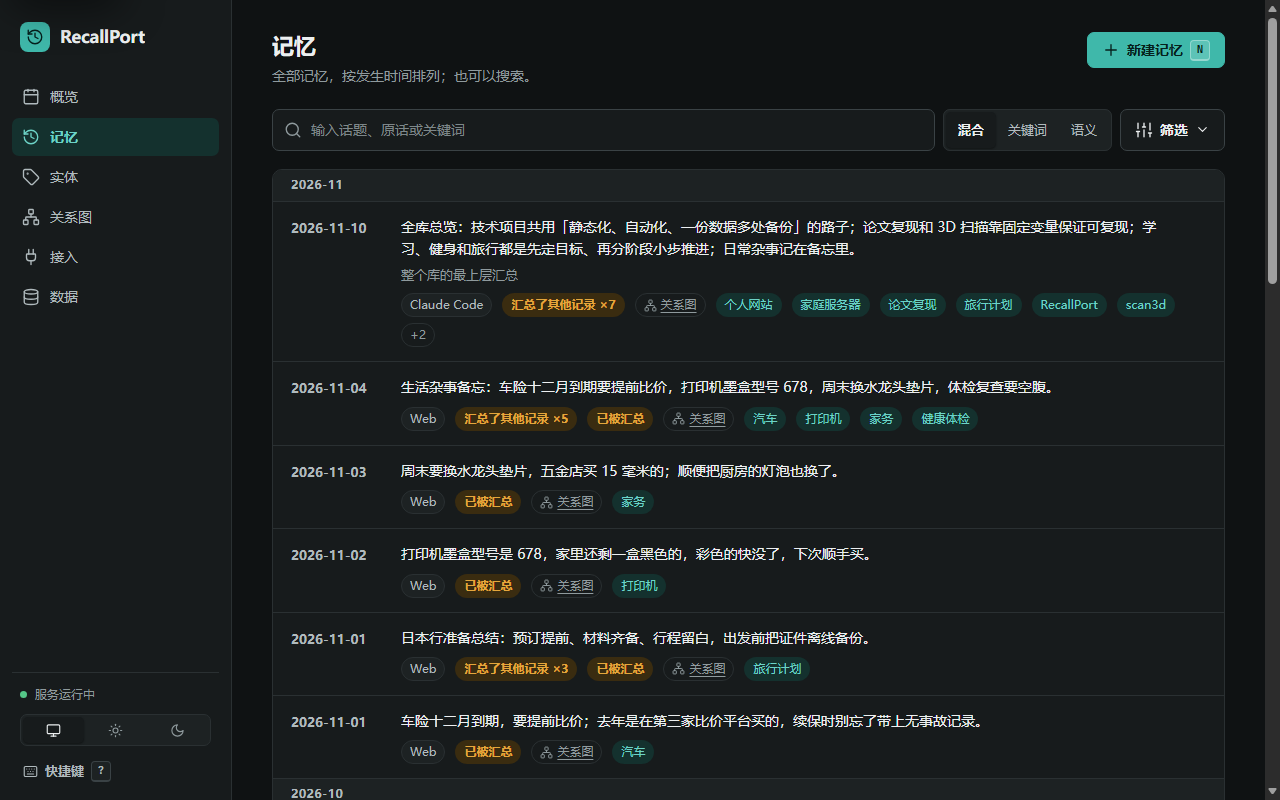 RecallPort
概览
记忆
实体
关系图
接入
数据
服务运行中
快捷键 ?
记忆
全部记忆，按发生时间排列；也可以搜索。
新建记忆 N
输入话题、原话或关键词
混合 关键词 语义
筛选
2026-11
2026-11-10
全库总览：技术项目共用「静态化、自动化、一份数据多处备份」的路子；论文复现和 3D 扫描靠固定变量保证可复现；学
习、健身和旅行都是先定目标、再分阶段小步推进；日常杂事记在备忘里。
整个库的最上层汇总
Claude Code 汇总了其他记录 ×7 关系图 个人网站 家庭服务器 论文复现 旅行计划 RecallPort scan3d
+2
2026-11-04
生活杂事备忘：车险十二月到期要提前比价，打印机墨盒型号 678，周末换水龙头垫片，体检复查要空腹。
Web 汇总了其他记录 ×5 已被汇总 关系图 汽车 打印机 家务 健康体检
2026-11-03
周末要换水龙头垫片，五金店买 15 毫米的；顺便把厨房的灯泡也换了。
Web 已被汇总 关系图 家务
2026-11-02
打印机墨盒型号是 678，家里还剩一盒黑色的，彩色的快没了，下次顺手买。
Web 已被汇总 关系图 打印机
2026-11-01
日本行准备总结：预订提前、材料齐备、行程留白，出发前把证件离线备份。
Web 汇总了其他记录 ×3 已被汇总 关系图 旅行计划
2026-11-01
车险十二月到期，要提前比价；去年是在第三家比价平台买的，续保时别忘了带上无事故记录。
Web 已被汇总 关系图 汽车
2026-10